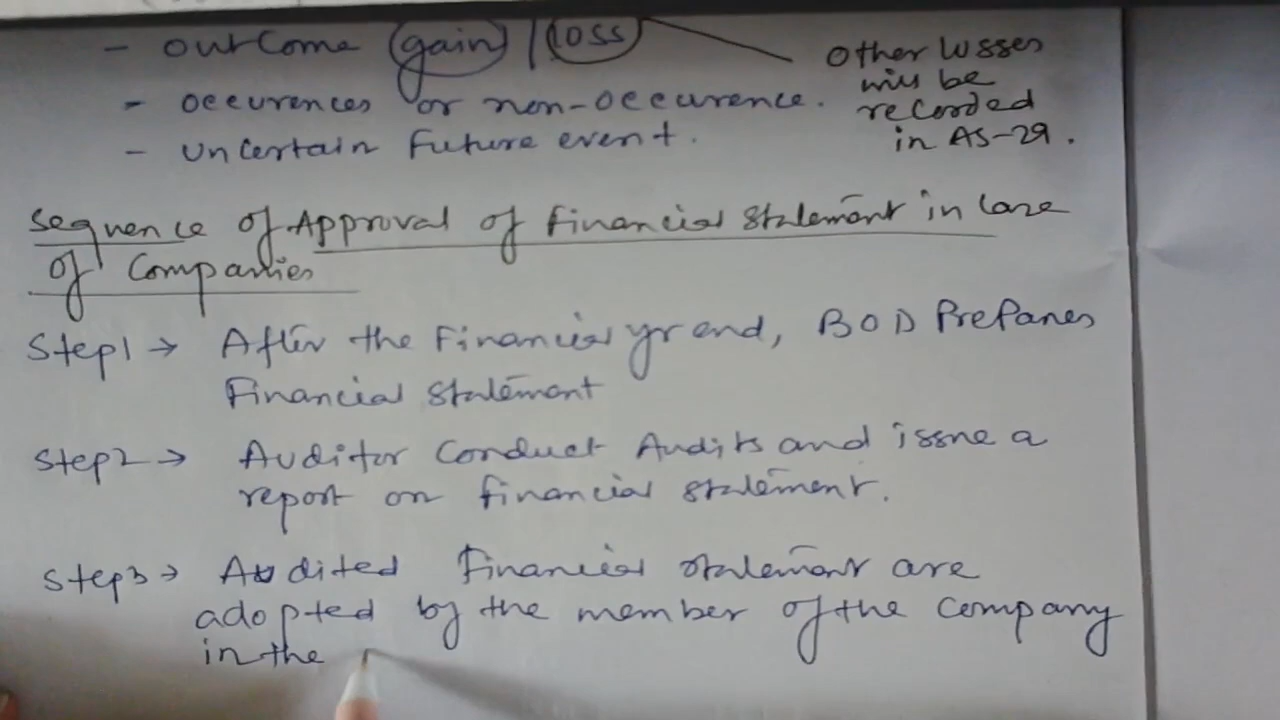 - outcome gain / loss
other losses
will be
recorded
in AS-29.
- occurences or non-occurence.
- uncertain future event.
Sequence of Approval of financial statement in case
of Companies
Step1 → After the Financial yr end, BOD Prepares
Financial statement
Step2 → Auditor Conduct Audits and issue a
report on financial statement.
Step3 → Audited Financial statement are
adopted by the member of the company
in the